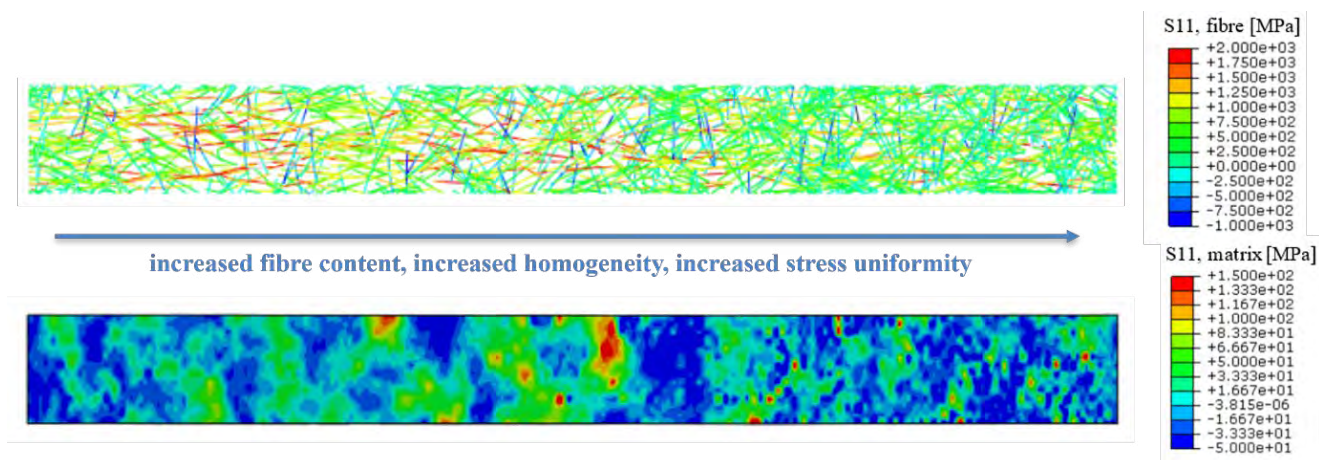 S11, fibre [MPa]
+2.000e+03
+1.750e+03
+1.500e+03
+1.250e+03
+1.000e+03
+7.500e+02
+5.000e+02
+2.500e+02
+0.000e+00
-2.500e+02
-5.000e+02
-7.500e+02
-1.000e+03
increased fibre content, increased homogeneity, increased stress uniformity
S11, matrix [MPa]
+1.500e+02
+1.333e+02
+1.167e+02
+1.000e+02
+8.333e+01
+6.667e+01
+5.000e+01
+3.333e+01
+1.667e+01
-3.815e-06
-1.667e+01
-3.333e+01
-5.000e+01